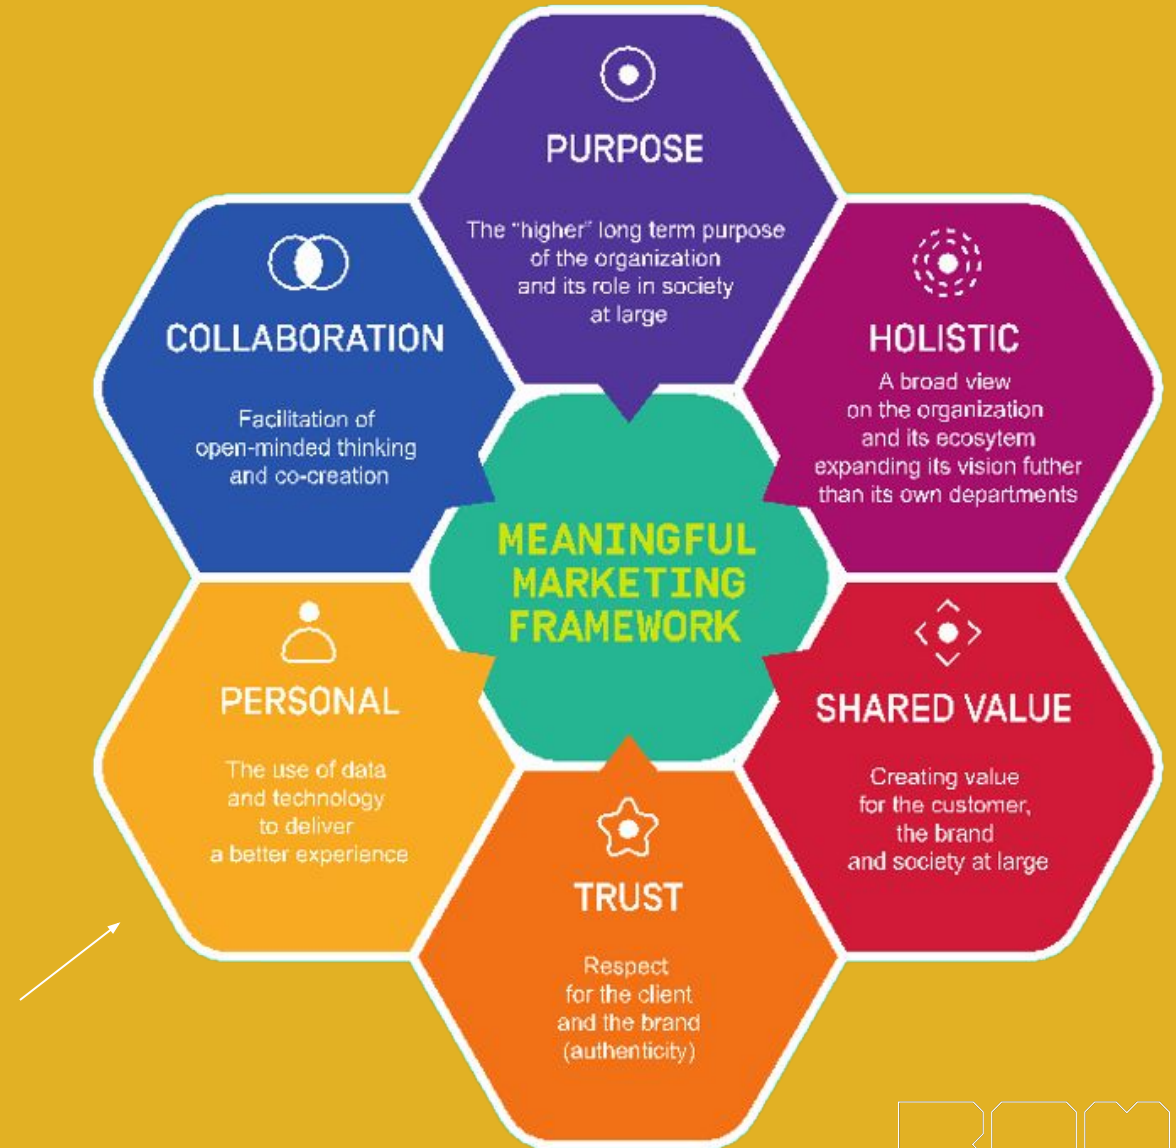 PURPOSE
The "higher" long term purpose
of the organization
and its role in society
at large
HOLISTIC
A broad view
on the organization
and its ecosytem
expanding its vision futher
than its own departments
SHARED VALUE
Creating value
for the customer,
the brand
and society at large
TRUST
Respect
for the client
and the brand
(authenticity)
PERSONAL
The use of data
and technology
to deliver
a better experience
COLLABORATION
Facilitation of
open-minded thinking
and co-creation
MEANINGFUL
MARKETING
FRAMEWORK